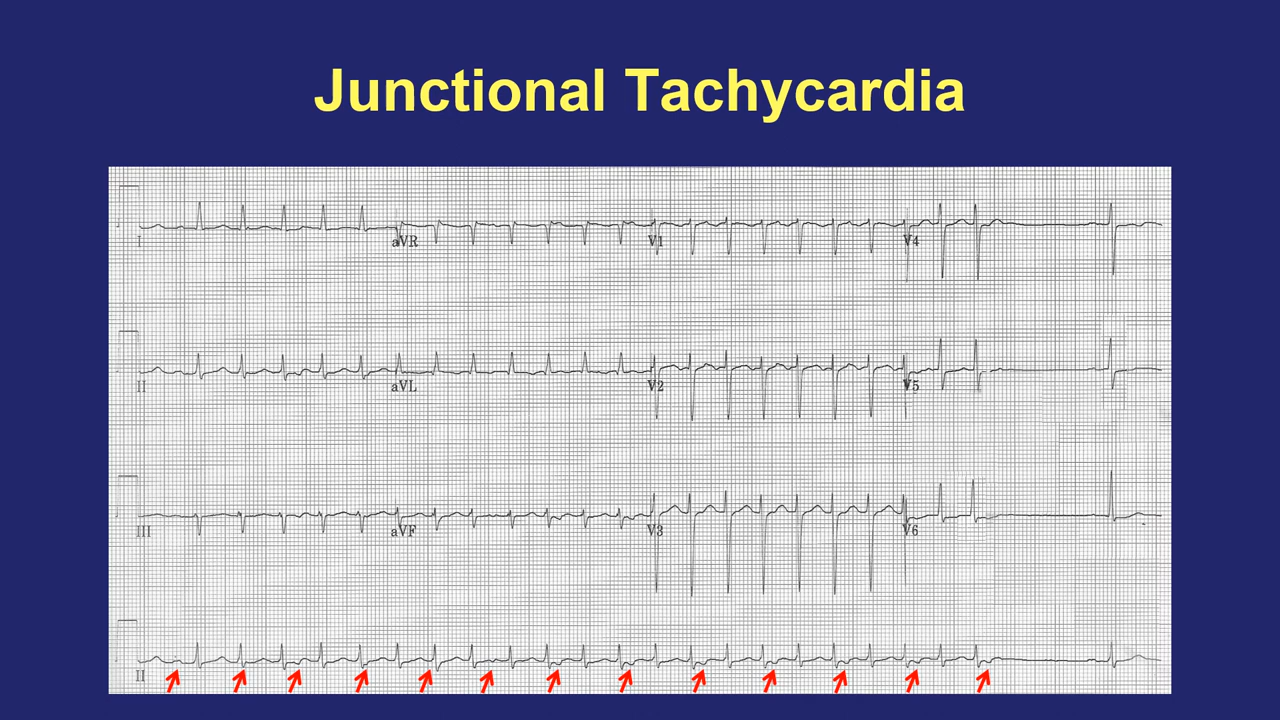 Junctional Tachycardia
I aVR V1 V4
II aVL V2 V5
III aVF V3 V6
II